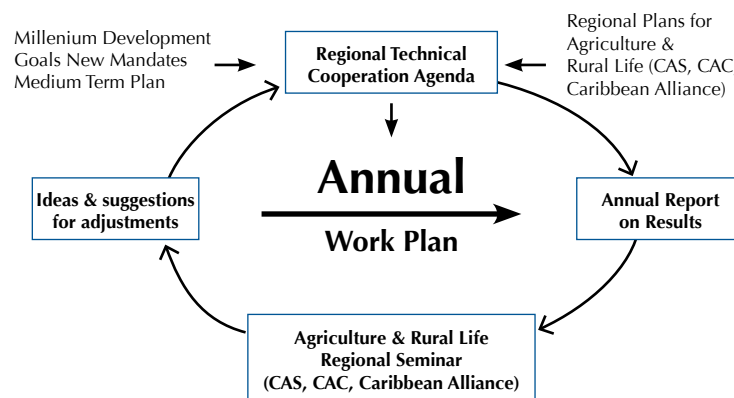 Millenium Development
Goals New Mandates
Medium Term Plan
Regional Technical
Cooperation Agenda
Regional Plans for
Agriculture &
Rural Life (CAS, CAC,
Caribbean Alliance)
Ideas & suggestions
for adjustments
Annual
Work Plan
Annual Report
on Results
Agriculture & Rural Life
Regional Seminar
(CAS, CAC, Caribbean Alliance)